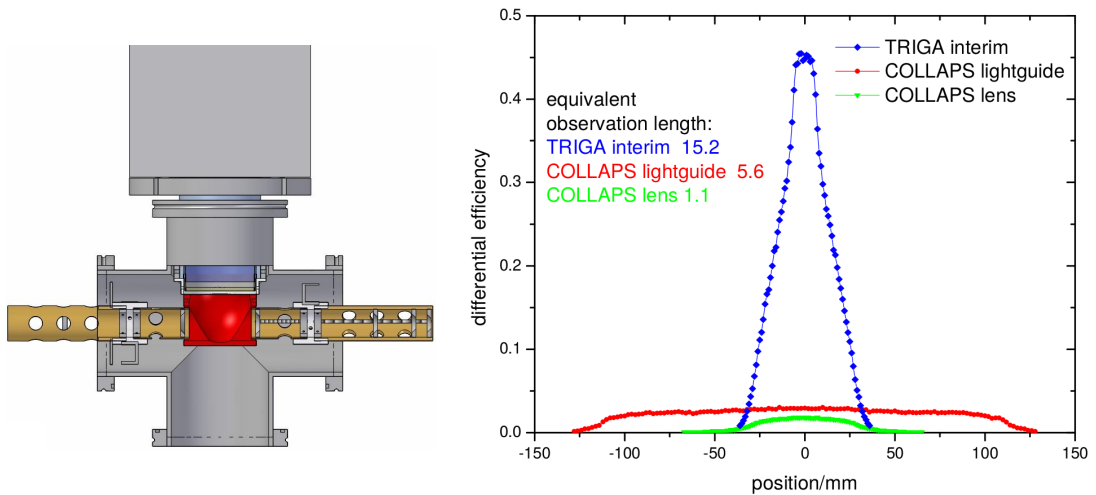 0.5
0.4
0.3
0.2
0.1
0.0
differential efficiency
TRIGA interim
COLLAPS lightguide
COLLAPS lens
equivalent
observation length:
TRIGA interim 15.2
COLLAPS lightguide 5.6
COLLAPS lens 1.1
-150 -100 -50 0 50 100 150
position/mm